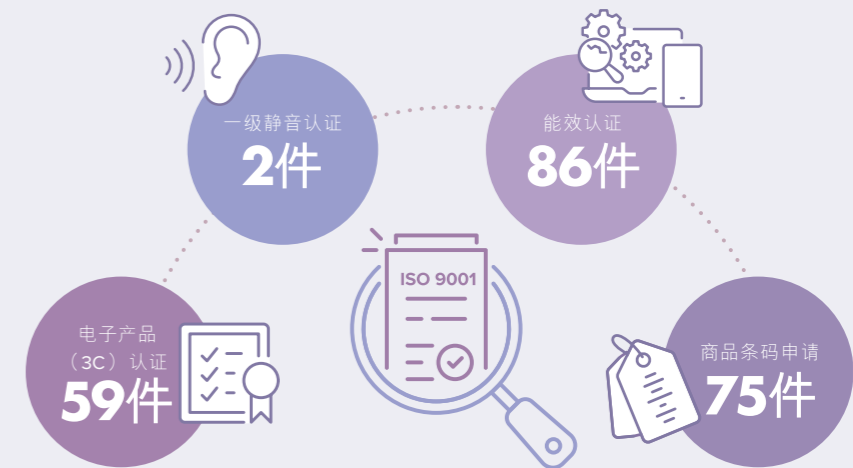 一级静音认证
2件
能效认证
86件
ISO 9001
电子产品
（3C）认证
59件
商品条码申请
75件